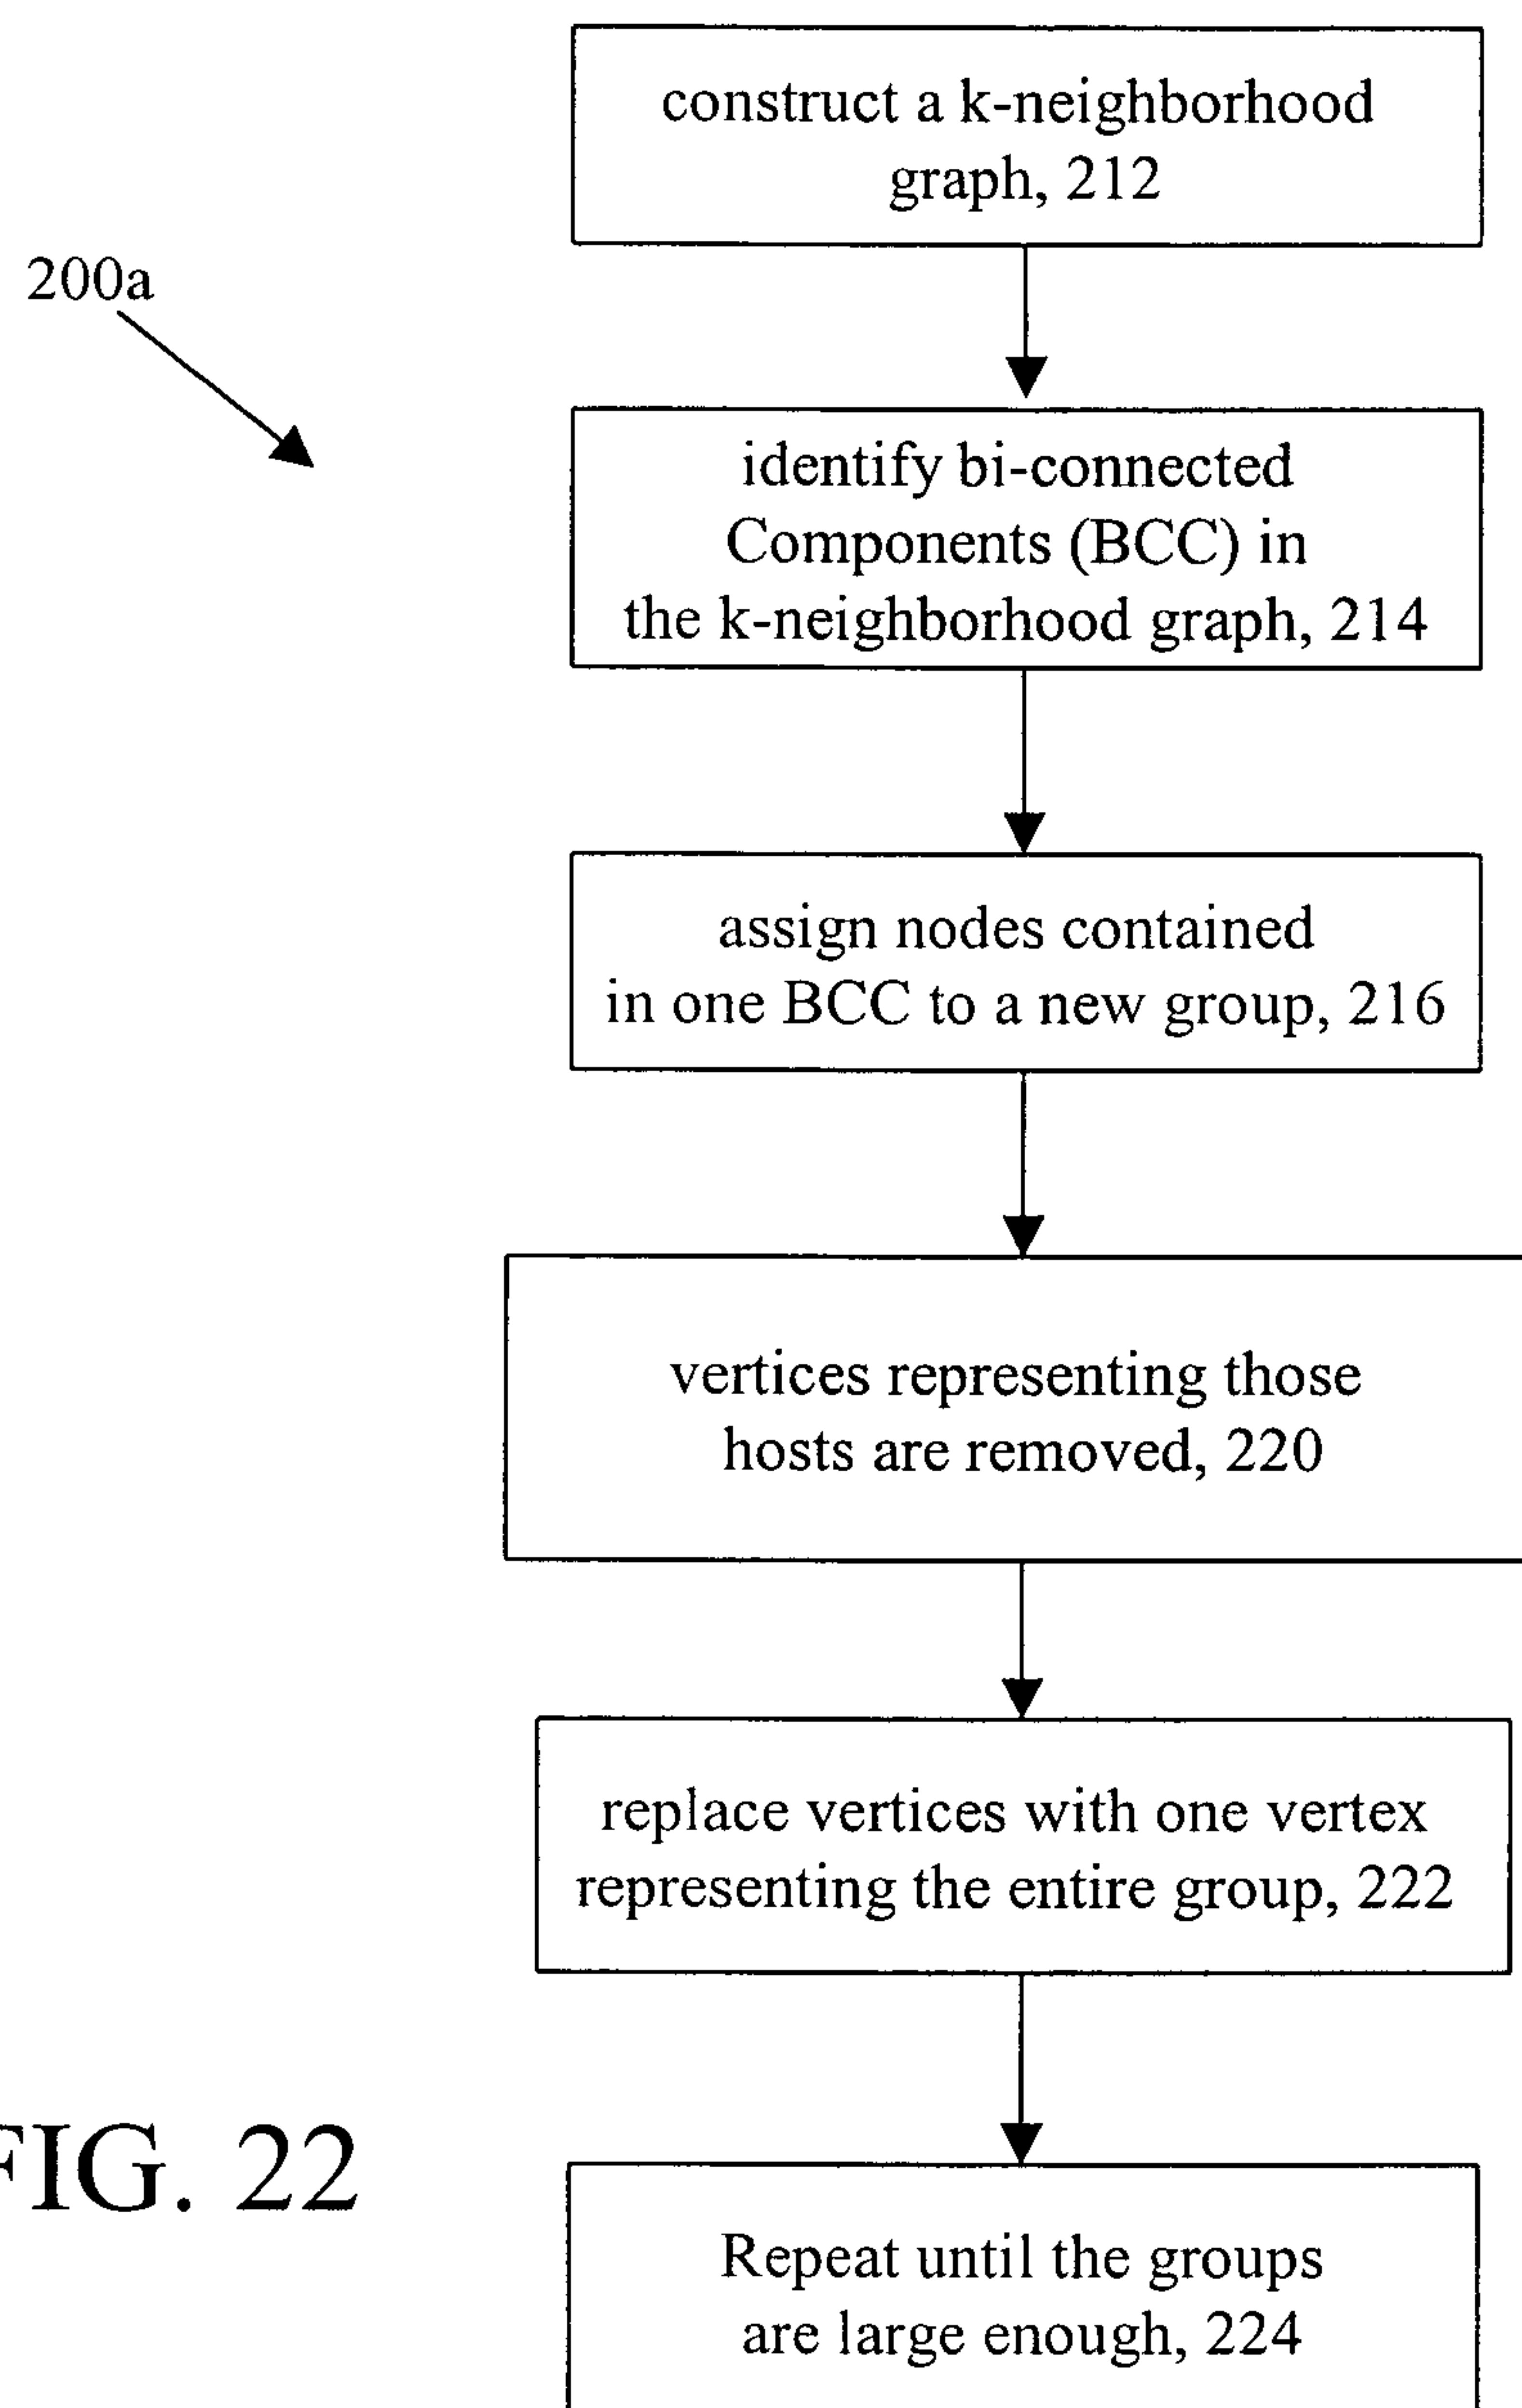 construct a k-neighborhood
graph, 212
200a
identify bi-connected
Components (BCC) in
the k-neighborhood graph, 214
assign nodes contained
in one BCC to a new group, 216
vertices representing those
hosts are removed, 220
replace vertices with one vertex
representing the entire group, 222
FIG. 22
Repeat until the groups
are large enough, 224